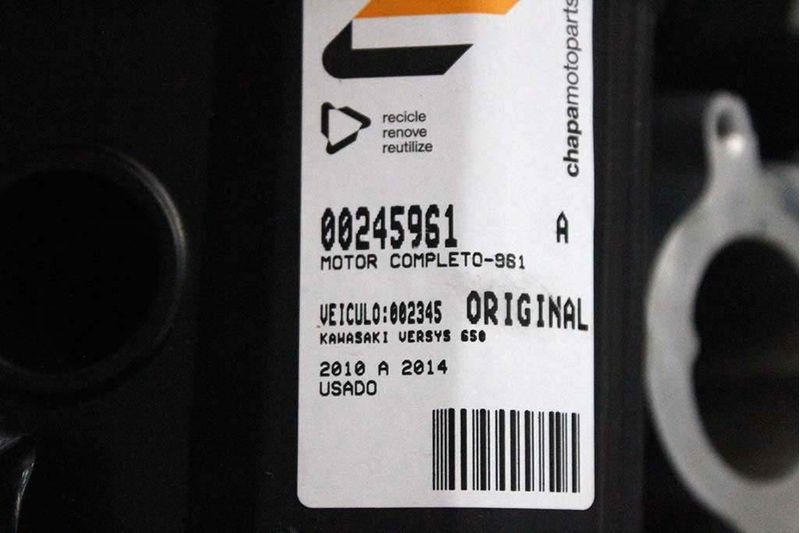 recicle
renove
reutilize
chapamotoparts
00245961 A
MOTOR COMPLETO-961
VEICULO:002345 ORIGINAL
KAWASAKI VERSYS 650
2010 A 2014
USADO